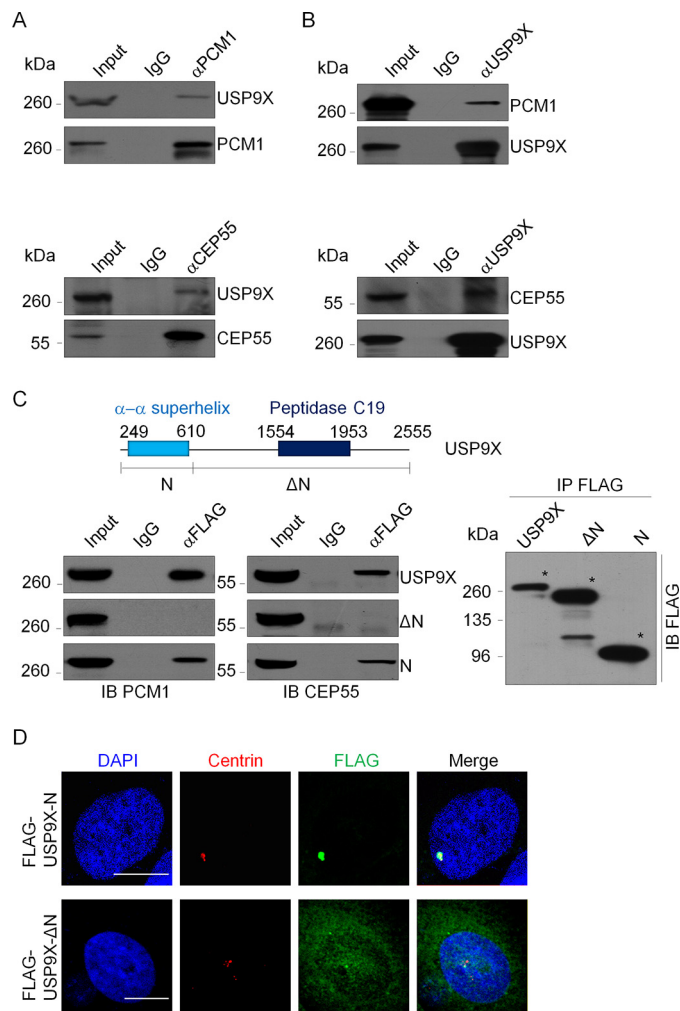 A
kDa
Input
IgG
αPCM1
260
USP9X
260
PCM1
kDa
Input
IgG
αCEP55
260
USP9X
55
CEP55
B
kDa
Input
IgG
αUSP9X
260
PCM1
260
USP9X
kDa
Input
IgG
αUSP9X
55
CEP55
260
USP9X
C
α–α superhelix
Peptidase C19
249 610 1554 1953 2555
USP9X
N
ΔN
Input
IgG
αFLAG
Input
IgG
αFLAG
260
55
USP9X
260
55
ΔN
260
55
N
IB PCM1
IB CEP55
IP FLAG
kDa
USP9X
ΔN
N
*
*
*
260
135
96
IB FLAG
D
DAPI
Centrin
FLAG
Merge
FLAG-
USP9X-N
FLAG-
USP9X-ΔN